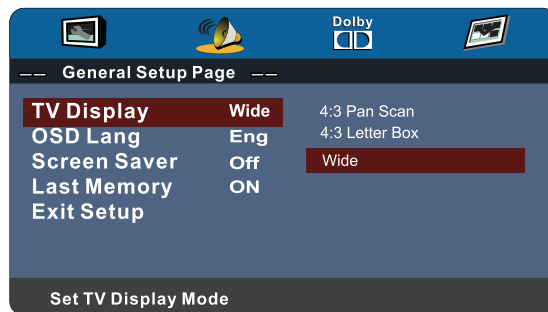 Dolby
-- General Setup Page --
TV Display Wide 4:3 Pan Scan
OSD Lang Eng 4:3 Letter Box
Screen Saver Off Wide
Last Memory ON
Exit Setup
Set TV Display Mode